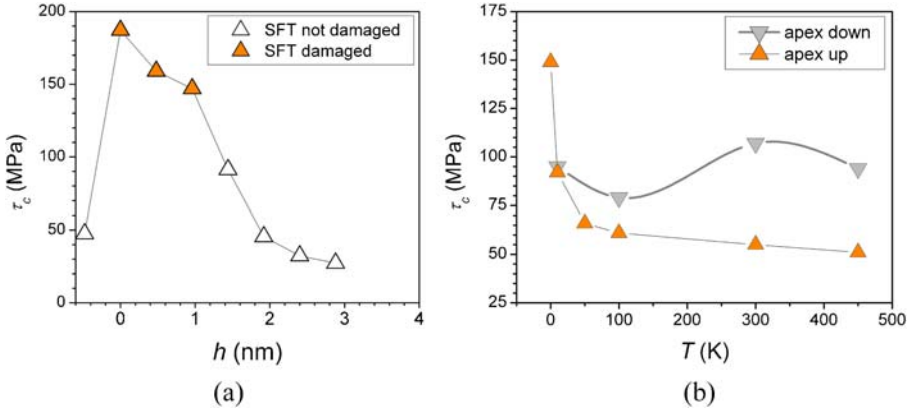 200
150
100
50
0
τc (MPa)
SFT not damaged
SFT damaged
0
1
2
3
4
h (nm)
(a)
175
150
125
100
75
50
25
τc (MPa)
apex down
apex up
0
100
200
300
400
500
T (K)
(b)